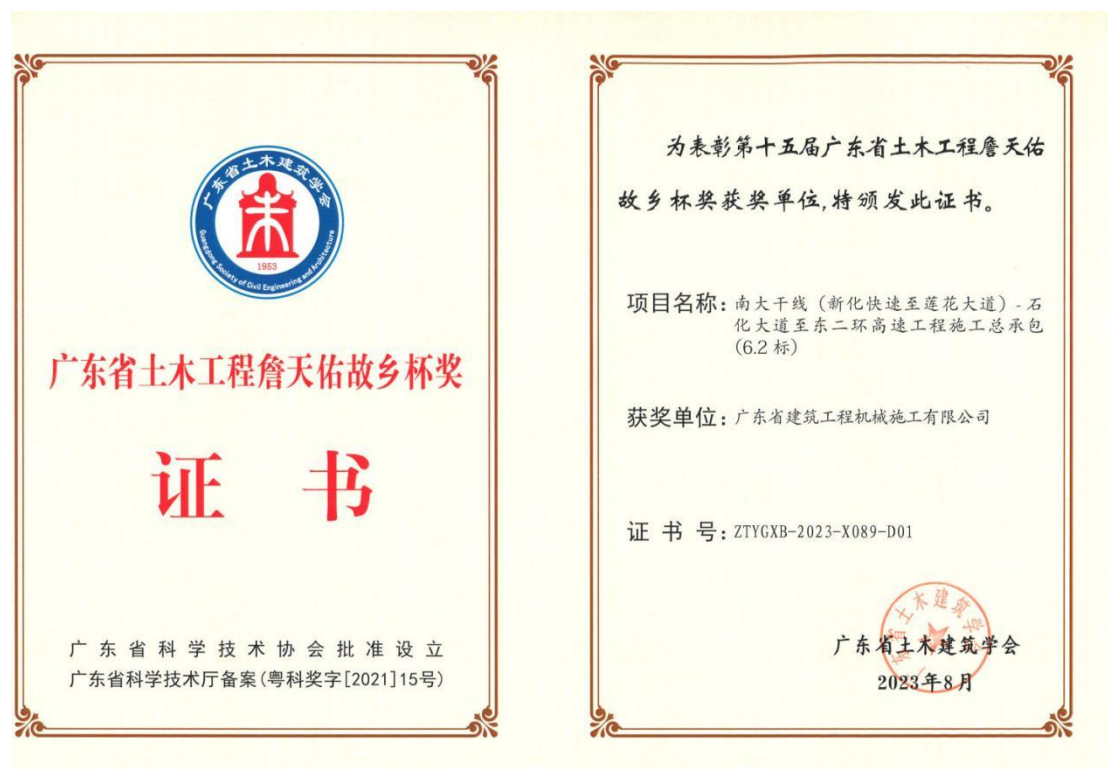 广东省土木建筑学会
Guangdong Society of Civil Engineering and Architecture
1953
广东省土木工程詹天佑故乡杯奖
证 书
广东省科学技术协会批准设立
广东省科学技术厅备案(粤科奖字[2021]15号)
为表彰第十五届广东省土木工程詹天佑
故乡杯奖获奖单位,特颁发此证书。
项目名称: 南大干线（新化快速至莲花大道）-石
化大道至东二环高速工程施工总承包
(6.2标)
获奖单位: 广东省建筑工程机械施工有限公司
证 书 号: ZTYGXB-2023-X089-D01
广东省土木建筑学会
广东省土木建筑学会
2023年8月